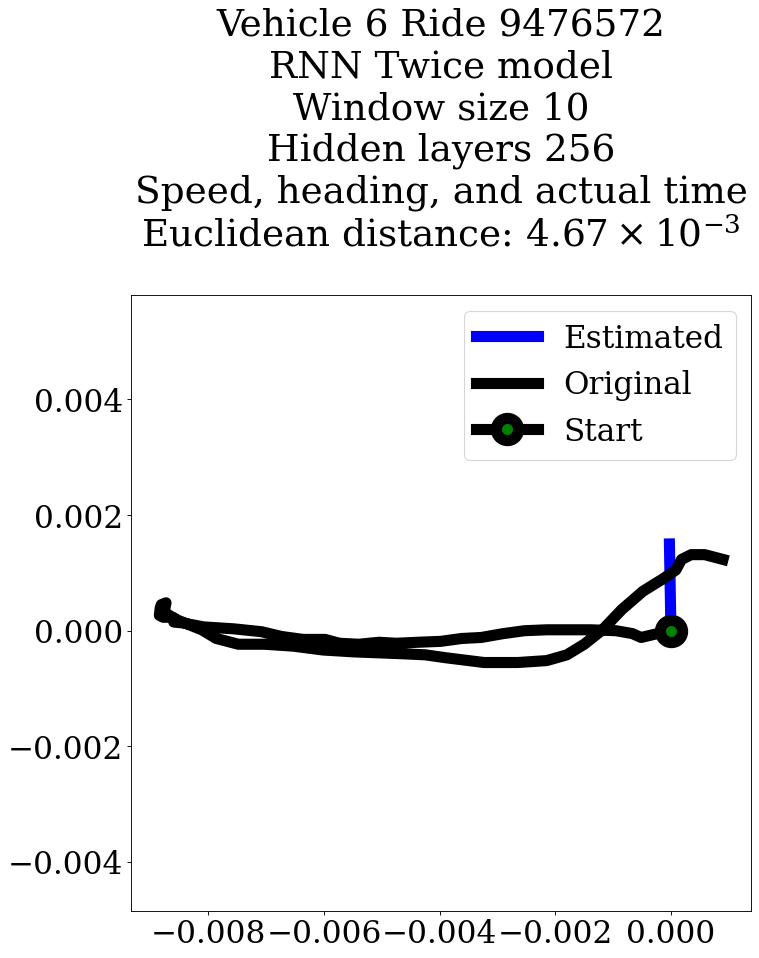 Vehicle 6 Ride 9476572
RNN Twice model
Window size 10
Hidden layers 256
Speed, heading, and actual time
Euclidean distance: 4.67 × 10⁻³
Estimated
Original
Start
0.004
0.002
0.000
−0.002
−0.004
−0.008 −0.006 −0.004 −0.002 0.000